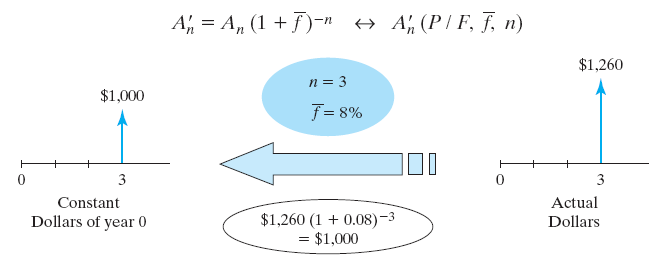 A′ₙ = Aₙ (1 + f̅)⁻ⁿ ↔ A′ₙ (P / F, f̅, n)
$1,000
0
3
Constant
Dollars of year 0
n = 3
f̅ = 8%
$1,260 (1 + 0.08)⁻³
= $1,000
$1,260
0
3
Actual
Dollars